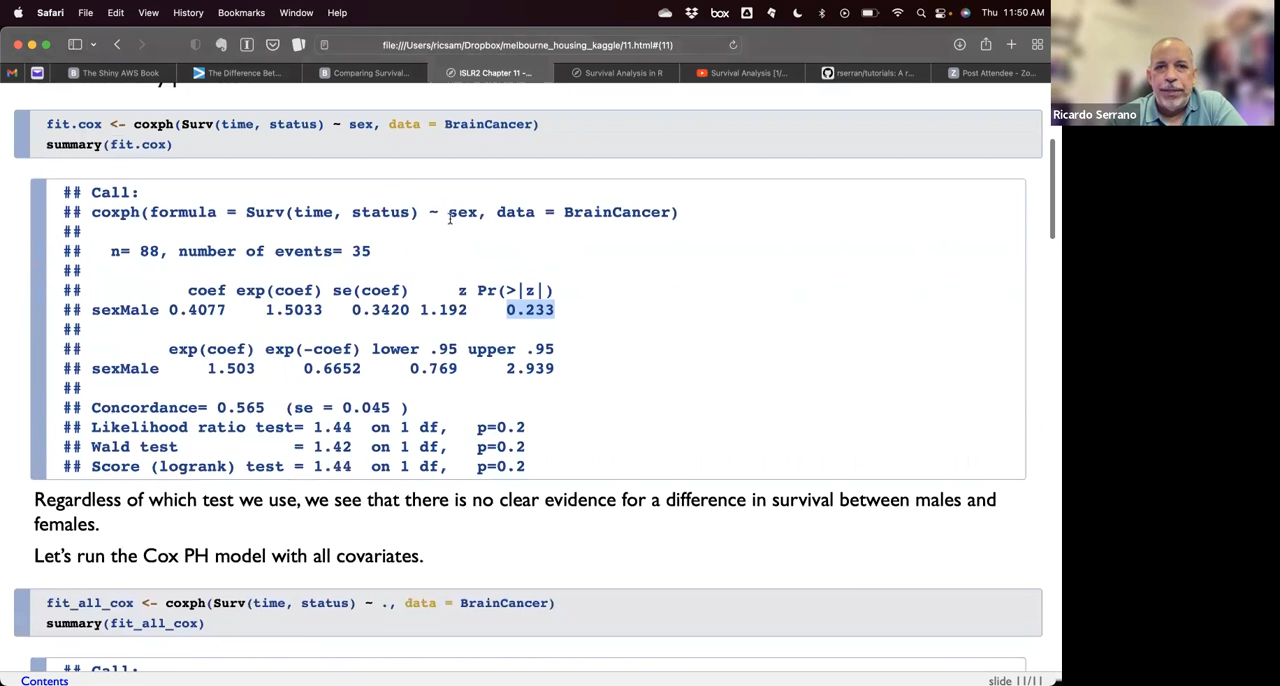 Safari File Edit View History Bookmarks Window Help box Thu 11:50 AM
file:///Users/ricsam/Dropbox/melbourne_housing_kaggle/11.html#(11)
The Shiny AWS Book The Difference Bet... Comparing Survival... ISLR2 Chapter 11 –... Survival Analysis in R Survival Analysis [1/... rserran/tutorials: A r... Post Attendee - Zo...
Ricardo Serrano
fit.cox <- coxph(Surv(time, status) ~ sex, data = BrainCancer)
summary(fit.cox)
## Call:
## coxph(formula = Surv(time, status) ~ sex, data = BrainCancer)
##
## n= 88, number of events= 35
##
## coef exp(coef) se(coef) z Pr(>|z|)
## sexMale 0.4077 1.5033 0.3420 1.192 0.233
##
## exp(coef) exp(-coef) lower .95 upper .95
## sexMale 1.503 0.6652 0.769 2.939
##
## Concordance= 0.565 (se = 0.045 )
## Likelihood ratio test= 1.44 on 1 df, p=0.2
## Wald test = 1.42 on 1 df, p=0.2
## Score (logrank) test = 1.44 on 1 df, p=0.2
Regardless of which test we use, we see that there is no clear evidence for a difference in survival between males and
females.
Let's run the Cox PH model with all covariates.
fit_all_cox <- coxph(Surv(time, status) ~ ., data = BrainCancer)
summary(fit_all_cox)
## Call:
Contents slide 11/11